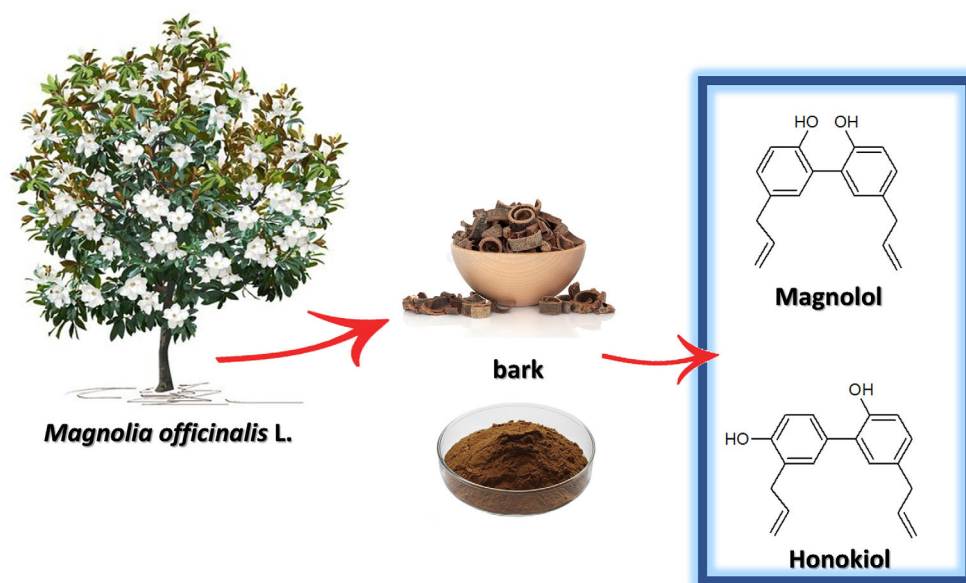 Magnolia officinalis L.
bark
HO OH
Magnolol
OH
HO
Honokiol